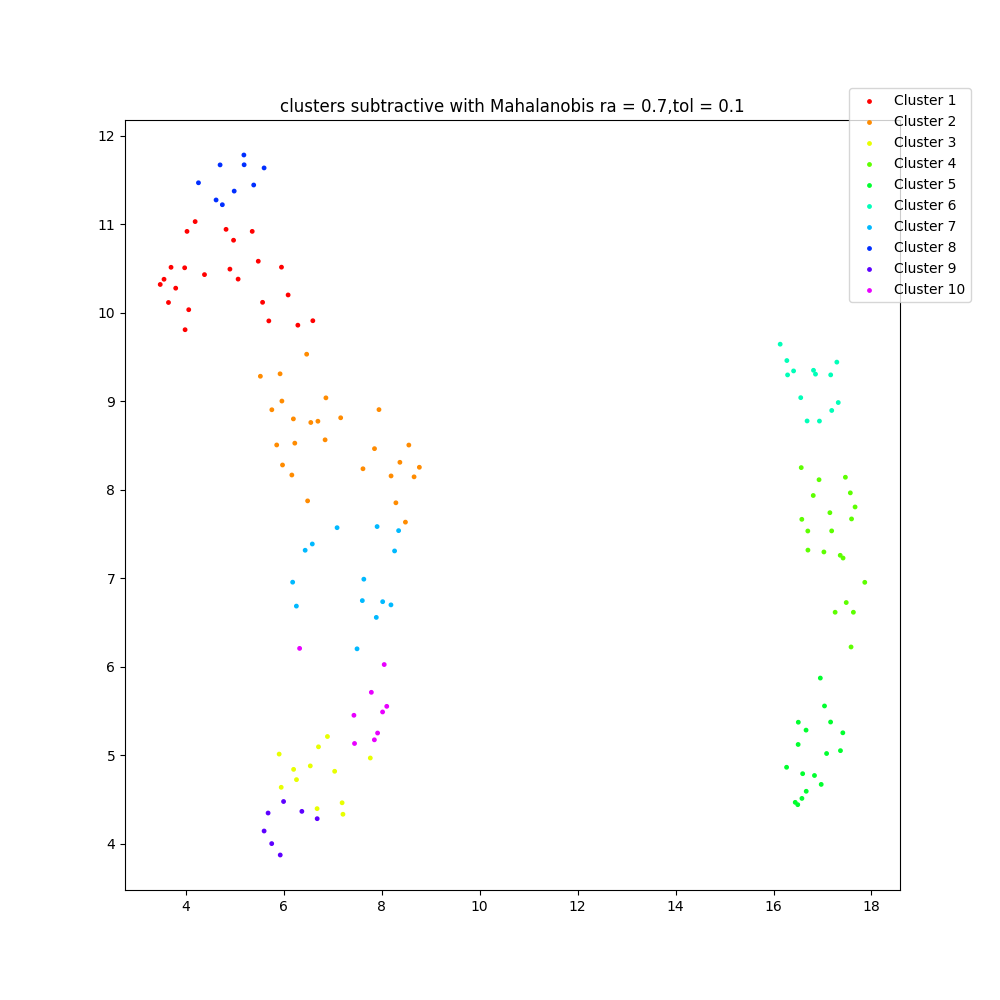 clusters subtractive with Mahalanobis ra = 0.7,tol = 0.1
Cluster 1
Cluster 2
Cluster 3
Cluster 4
Cluster 5
Cluster 6
Cluster 7
Cluster 8
Cluster 9
Cluster 10
12
11
10
9
8
7
6
5
4
4 6 8 10 12 14 16 18